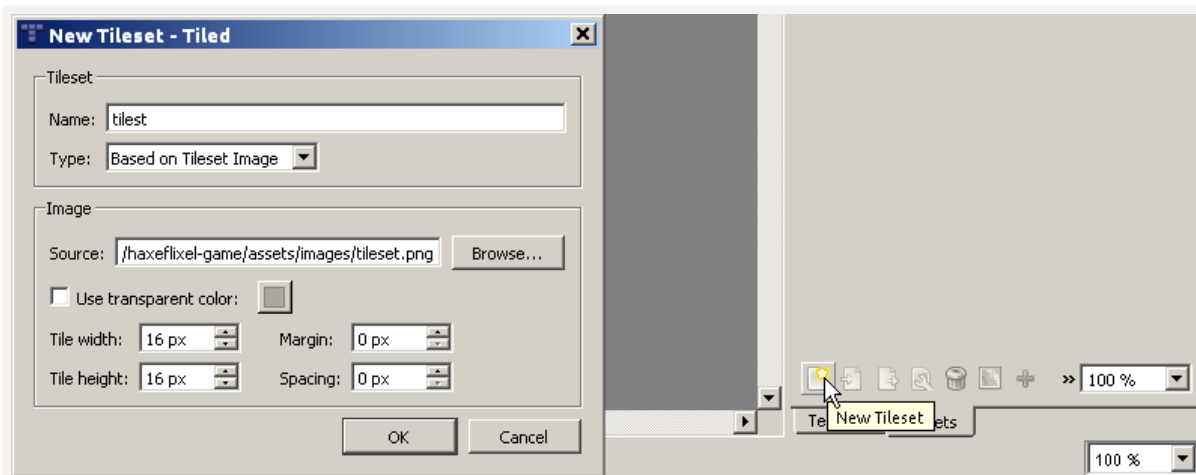 New Tileset - Tiled
Tileset
Name: tilest
Type: Based on Tileset Image
Image
Source: /haxeflixel-game/assets/images/tileset.png Browse...
Use transparent color:
Tile width: 16 px Margin: 0 px
Tile height: 16 px Spacing: 0 px
OK Cancel
» 100 %
New Tileset
Te ets
100 %